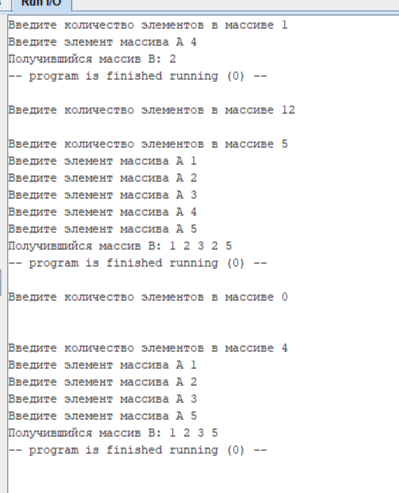 Run I/O
Введите количество элементов в массиве 1
Введите элемент массива А 4
Получившийся массив В: 2
-- program is finished running (0) --
Введите количество элементов в массиве 12
Введите количество элементов в массиве 5
Введите элемент массива А 1
Введите элемент массива А 2
Введите элемент массива А 3
Введите элемент массива А 4
Введите элемент массива А 5
Получившийся массив В: 1 2 3 2 5
-- program is finished running (0) --
Введите количество элементов в массиве 0
Введите количество элементов в массиве 4
Введите элемент массива А 1
Введите элемент массива А 2
Введите элемент массива А 3
Введите элемент массива А 5
Получившийся массив В: 1 2 3 5
-- program is finished running (0) --